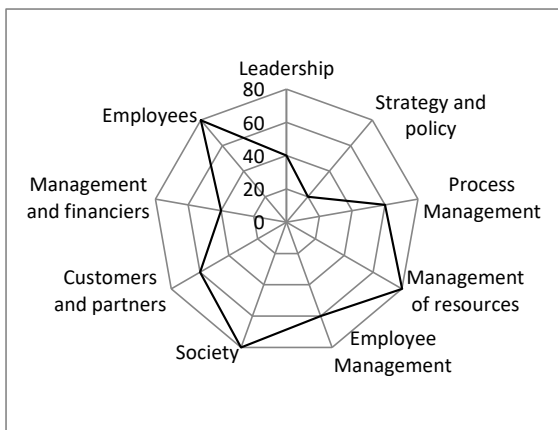 Leadership
80
60
40
20
0
Strategy and
policy
Process
Management
Management
of resources
Employee
Management
Society
Customers
and partners
Management
and financiers
Employees